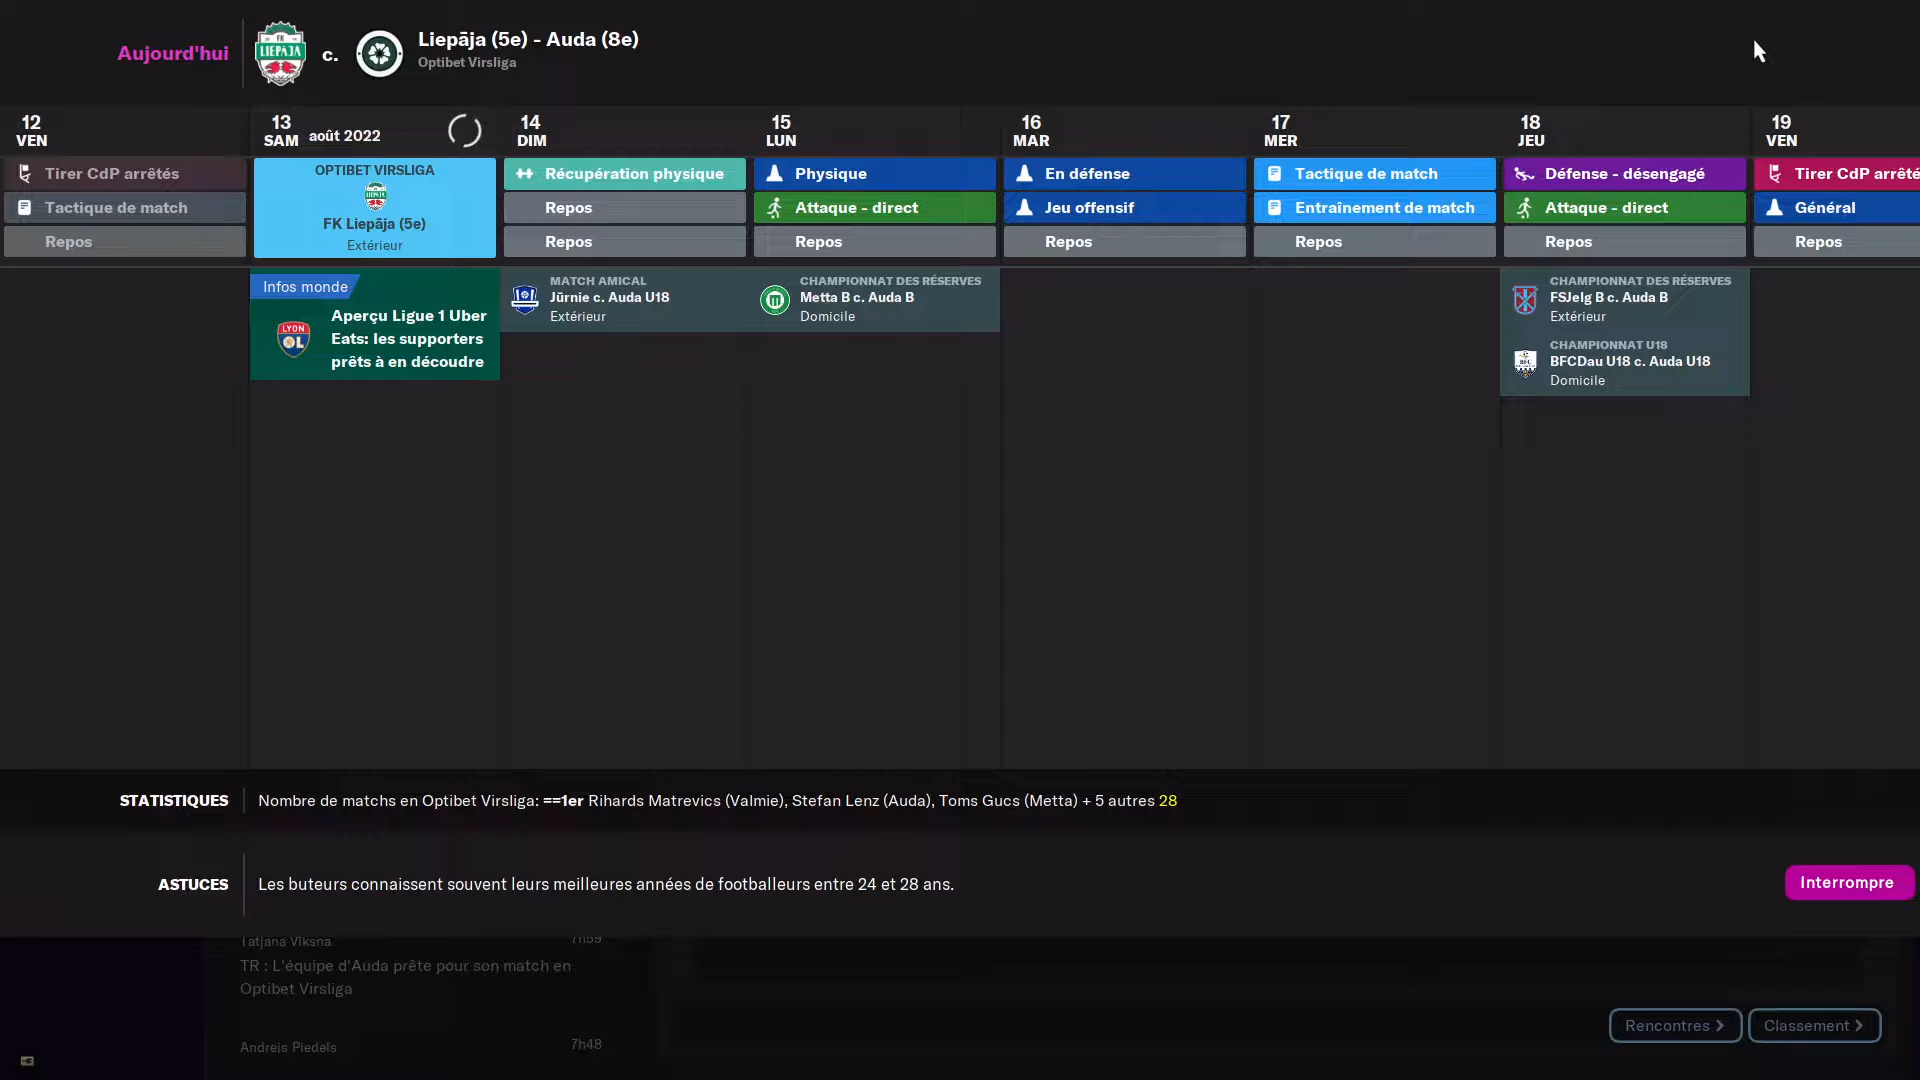 Aujourd'hui
c.
Liepāja (5e) - Auda (8e)
Optibet Virsliga
12
VEN
Tirer CdP arrêtés
Tactique de match
Repos
13
SAM août 2022
OPTIBET VIRSLIGA
FK Liepāja (5e)
Extérieur
Infos monde
LYON
OL
Aperçu Ligue 1 Uber
Eats: les supporters
prêts à en découdre
14
DIM
Récupération physique
Repos
Repos
MATCH AMICAL
Jūrnie c. Auda U18
Extérieur
15
LUN
Physique
Attaque - direct
Repos
CHAMPIONNAT DES RÉSERVES
Metta B c. Auda B
Domicile
16
MAR
En défense
Jeu offensif
Repos
17
MER
Tactique de match
Entraînement de match
Repos
18
JEU
Défense - désengagé
Attaque - direct
Repos
CHAMPIONNAT DES RÉSERVES
FSJelg B c. Auda B
Extérieur
CHAMPIONNAT U18
BFCDau U18 c. Auda U18
Domicile
19
VEN
Tirer CdP arrêté
Général
Repos
STATISTIQUES
Nombre de matchs en Optibet Virsliga: ==1er Rihards Matrevics (Valmie), Stefan Lenz (Auda), Toms Gucs (Metta) + 5 autres 28
ASTUCES
Les buteurs connaissent souvent leurs meilleures années de footballeurs entre 24 et 28 ans.
Interrompre
Tatjana Viksna 7h59
TR : L'équipe d'Auda prête pour son match en
Optibet Virsliga
Andrejs Piedels 7h48
Rencontres
Classement